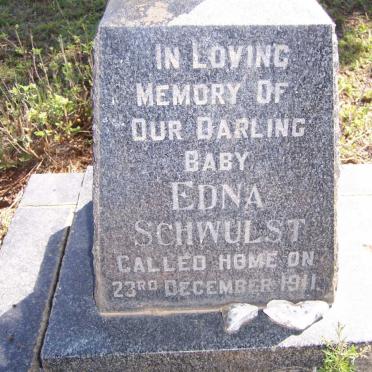 IN LOVING
MEMORY OF
OUR DARLING
BABY
EDNA
SCHWULST
CALLED HOME ON
23RD DECEMBER 1911.